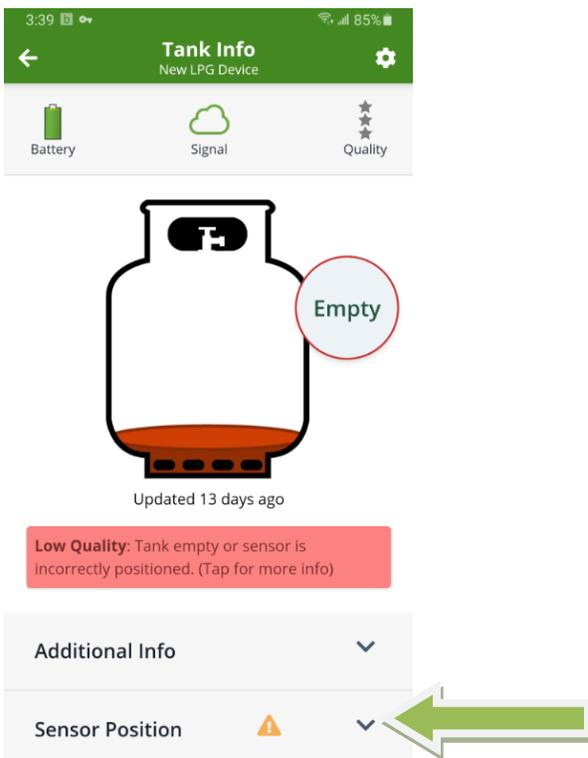 3:39 85%
Tank Info
New LPG Device
Battery Signal Quality
Empty
Updated 13 days ago
Low Quality: Tank empty or sensor is
incorrectly positioned. (Tap for more info)
Additional Info
Sensor Position